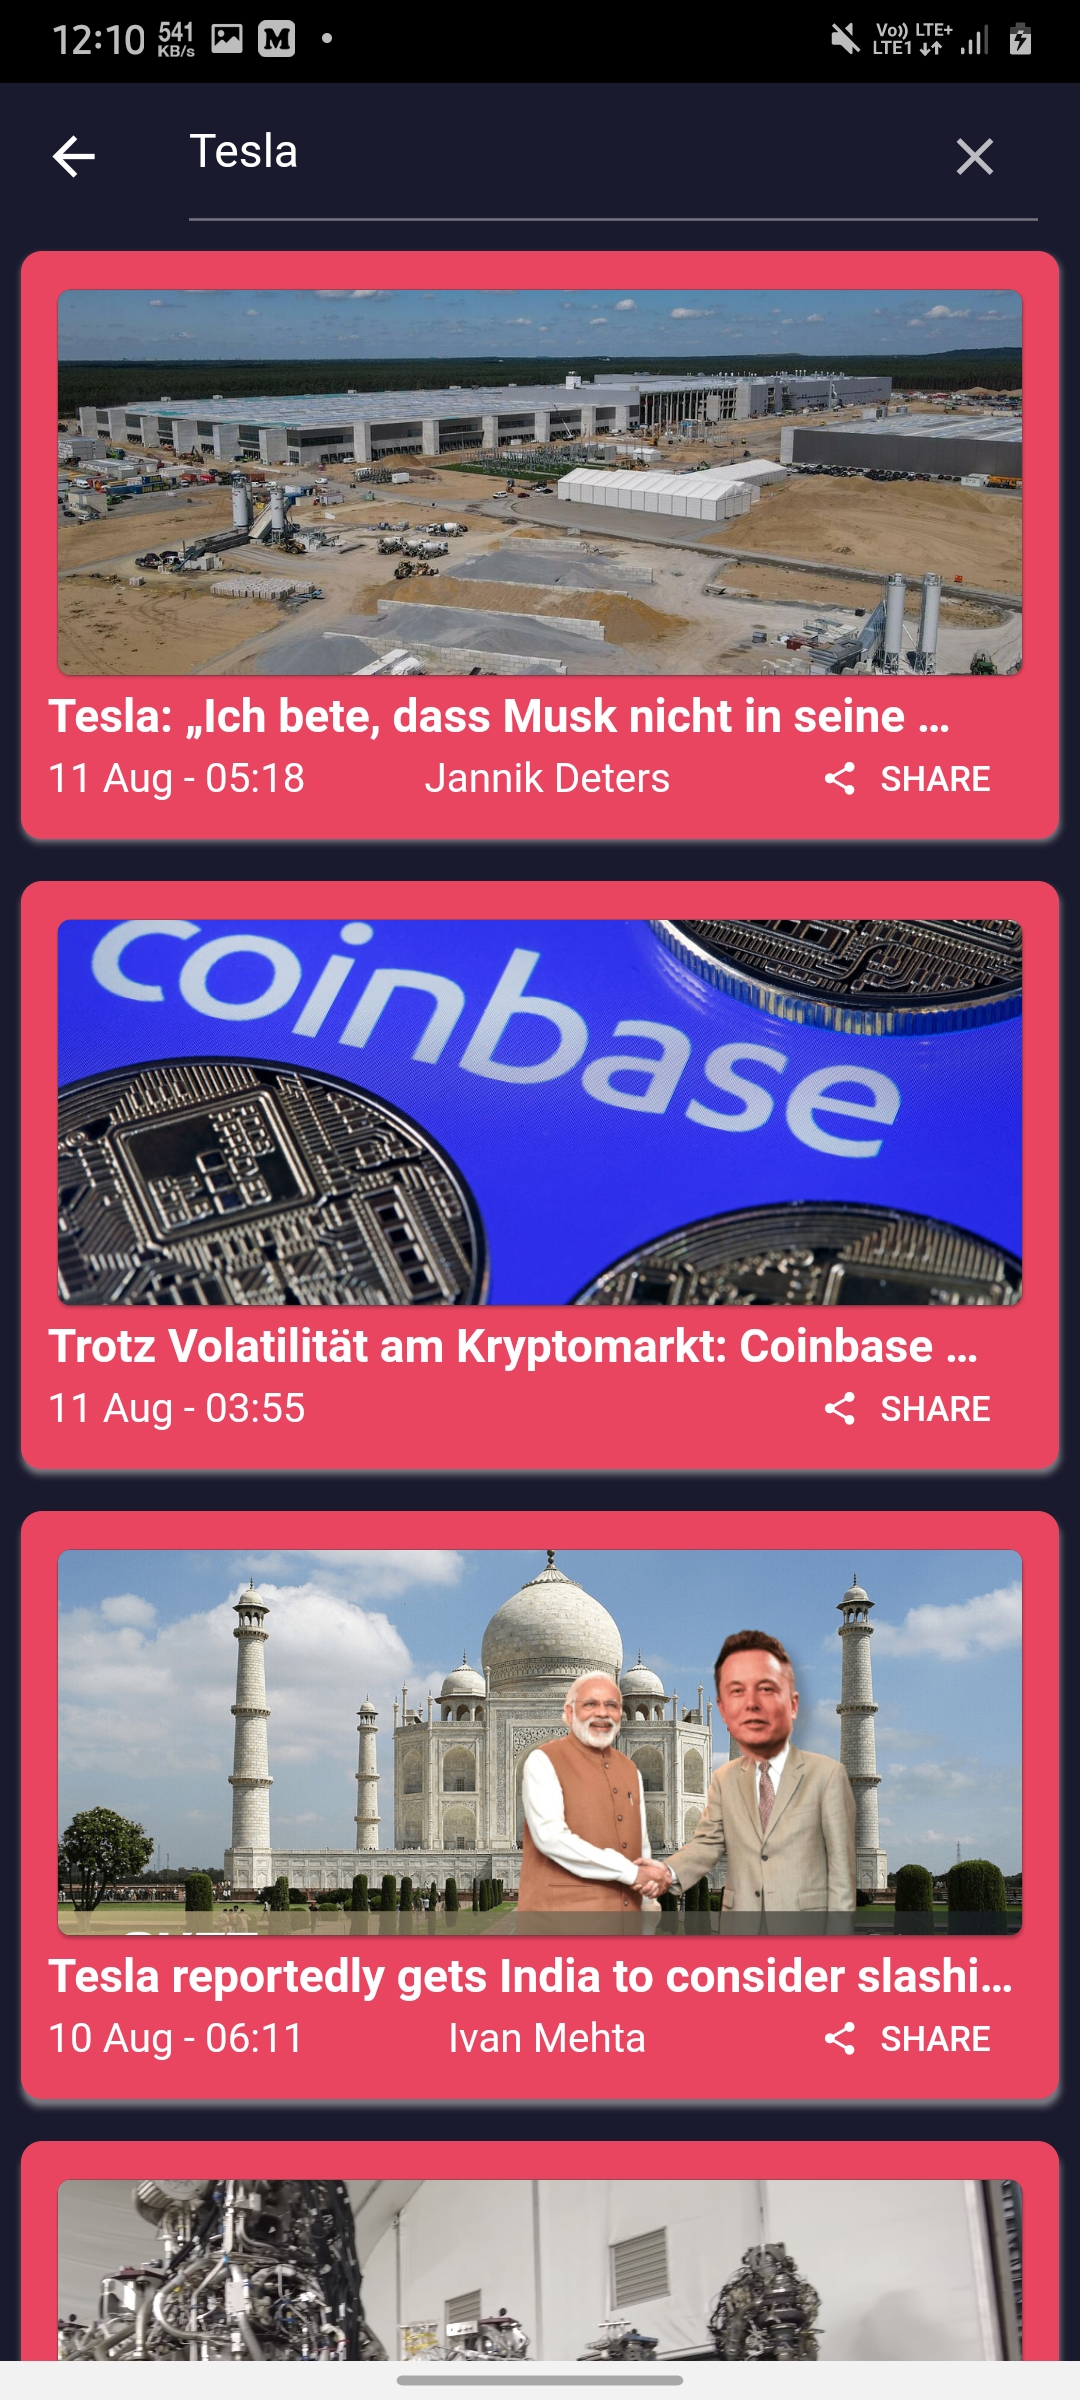 12:10 541 KB/s M Vo)) LTE+ LTE1
Tesla
Tesla: „Ich bete, dass Musk nicht in seine ...
11 Aug - 05:18 Jannik Deters SHARE
coinbase
Trotz Volatilität am Kryptomarkt: Coinbase ...
11 Aug - 03:55 SHARE
Tesla reportedly gets India to consider slashi...
10 Aug - 06:11 Ivan Mehta SHARE